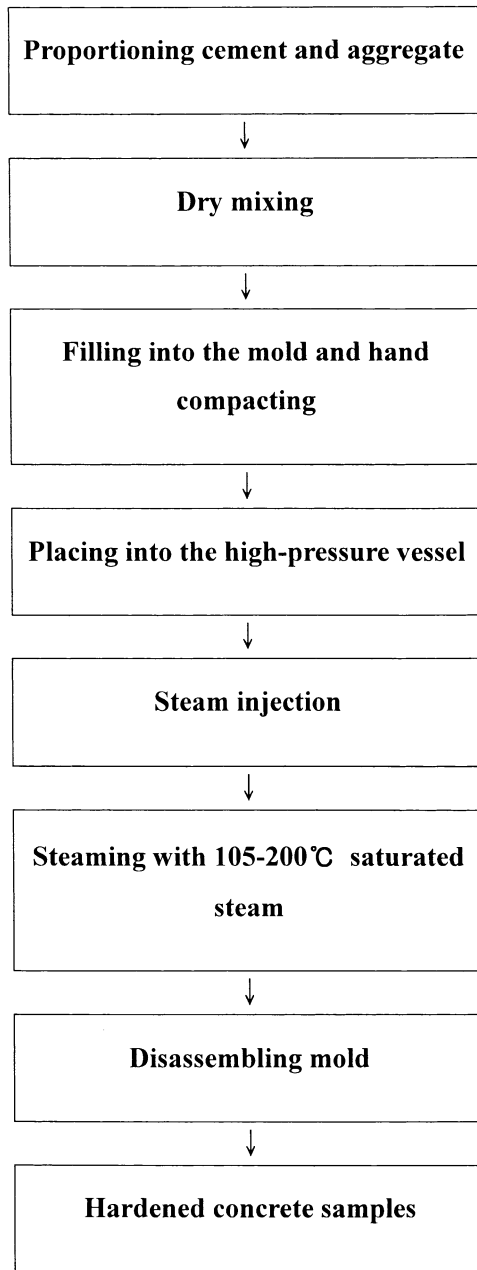 Proportioning cement and aggregate
Dry mixing
Filling into the mold and hand
compacting
Placing into the high-pressure vessel
Steam injection
Steaming with 105-200℃ saturated
steam
Disassembling mold
Hardened concrete samples